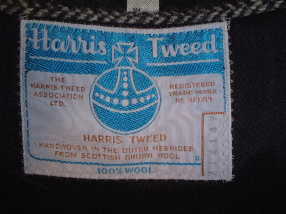 Harris Tweed
THE
HARRIS TWEED
ASSOCIATION
LTD.
REGISTERED
TRADE MARK
HARRIS TWEED
HANDWOVEN IN THE OUTER HEBRIDES
FROM SCOTTISH GROWN WOOL
100% WOOL